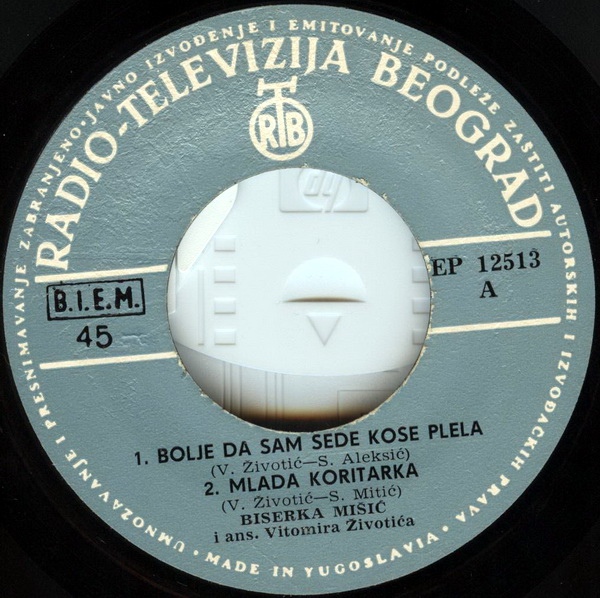 UMNOŽAVANJE I PRESNIMAVANJE ZABRANJENO • JAVNO IZVOĐENJE I EMITOVANJE PODLEŽE ZAŠTITI AUTORSKIH I IZVOĐAČKIH PRAVA •
RADIO-TELEVIZIJA BEOGRAD
RTB
hp
B.I.E.M.
45
EP 12513
A
1. BOLJE DA SAM SEDE KOSE PLELA
(V. Životić—S. Aleksić)
2. MLADA KORITARKA
(V. Životić—S. Mitić)
BISERKA MIŠIĆ
i ans. Vitomira Životića
• MADE IN YUGOSLAVIA •